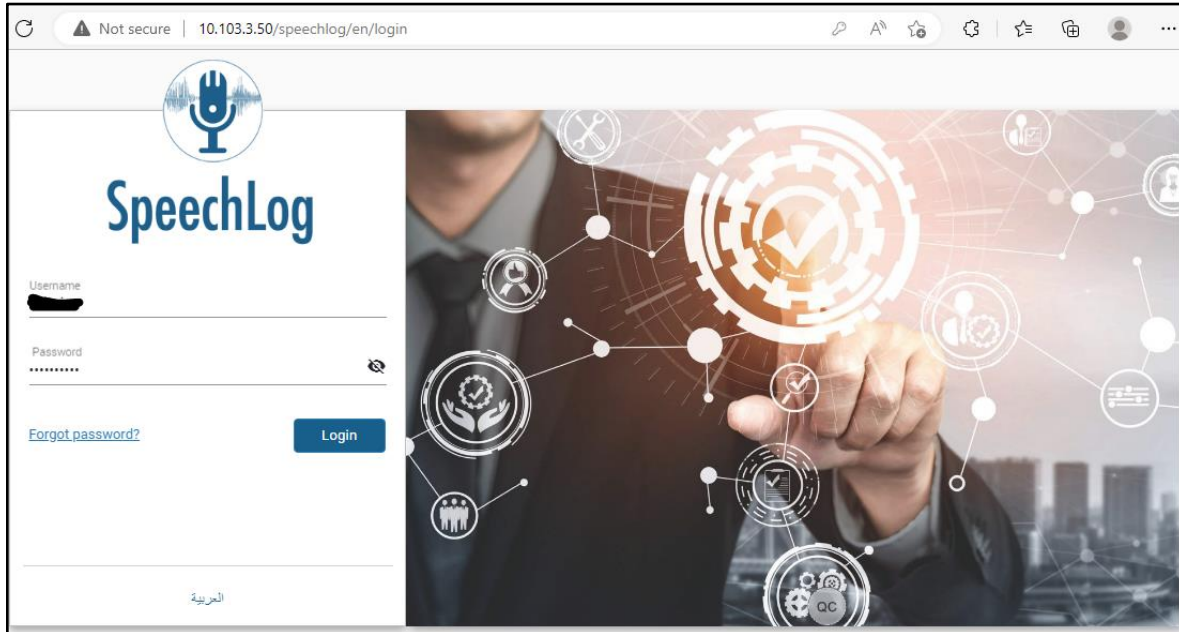 Not secure | 10.103.3.50/speechlog/en/login
SpeechLog
Username
Password
••••••••••
Forgot password?
Login
العربية
QC